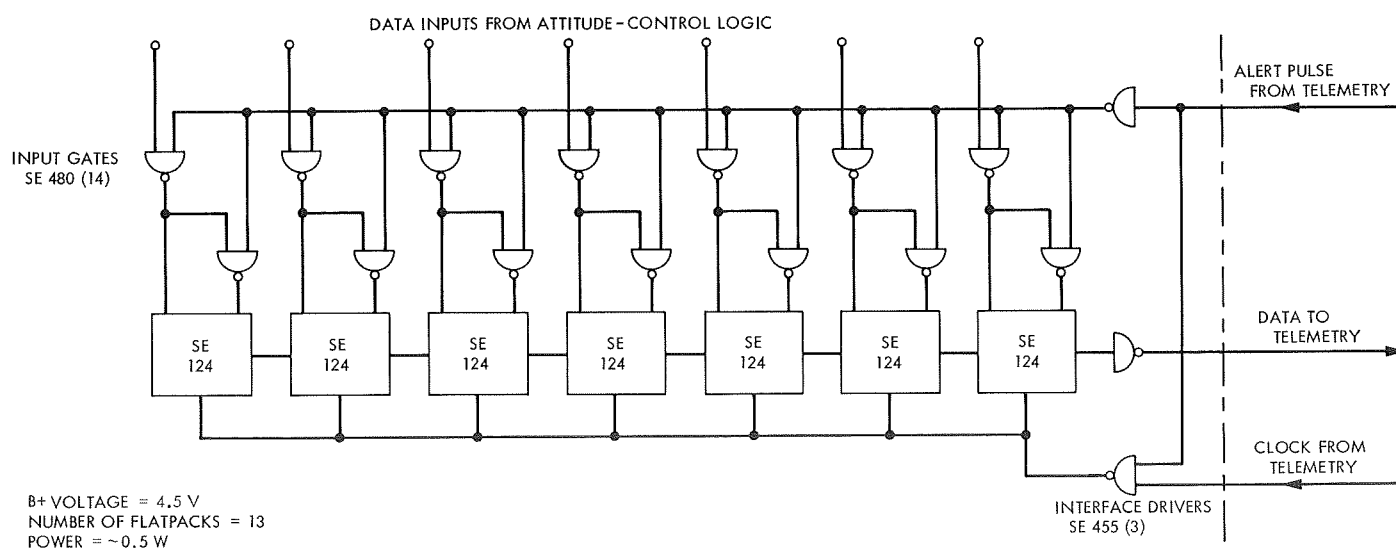 DATA INPUTS FROM ATTITUDE-CONTROL LOGIC
ALERT PULSE
FROM TELEMETRY
INPUT GATES
SE 480 (14)
SE
124
SE
124
SE
124
SE
124
SE
124
SE
124
SE
124
DATA TO
TELEMETRY
CLOCK FROM
TELEMETRY
INTERFACE DRIVERS
SE 455 (3)
B+ VOLTAGE = 4.5 V
NUMBER OF FLATPACKS = 13
POWER = ~0.5 W